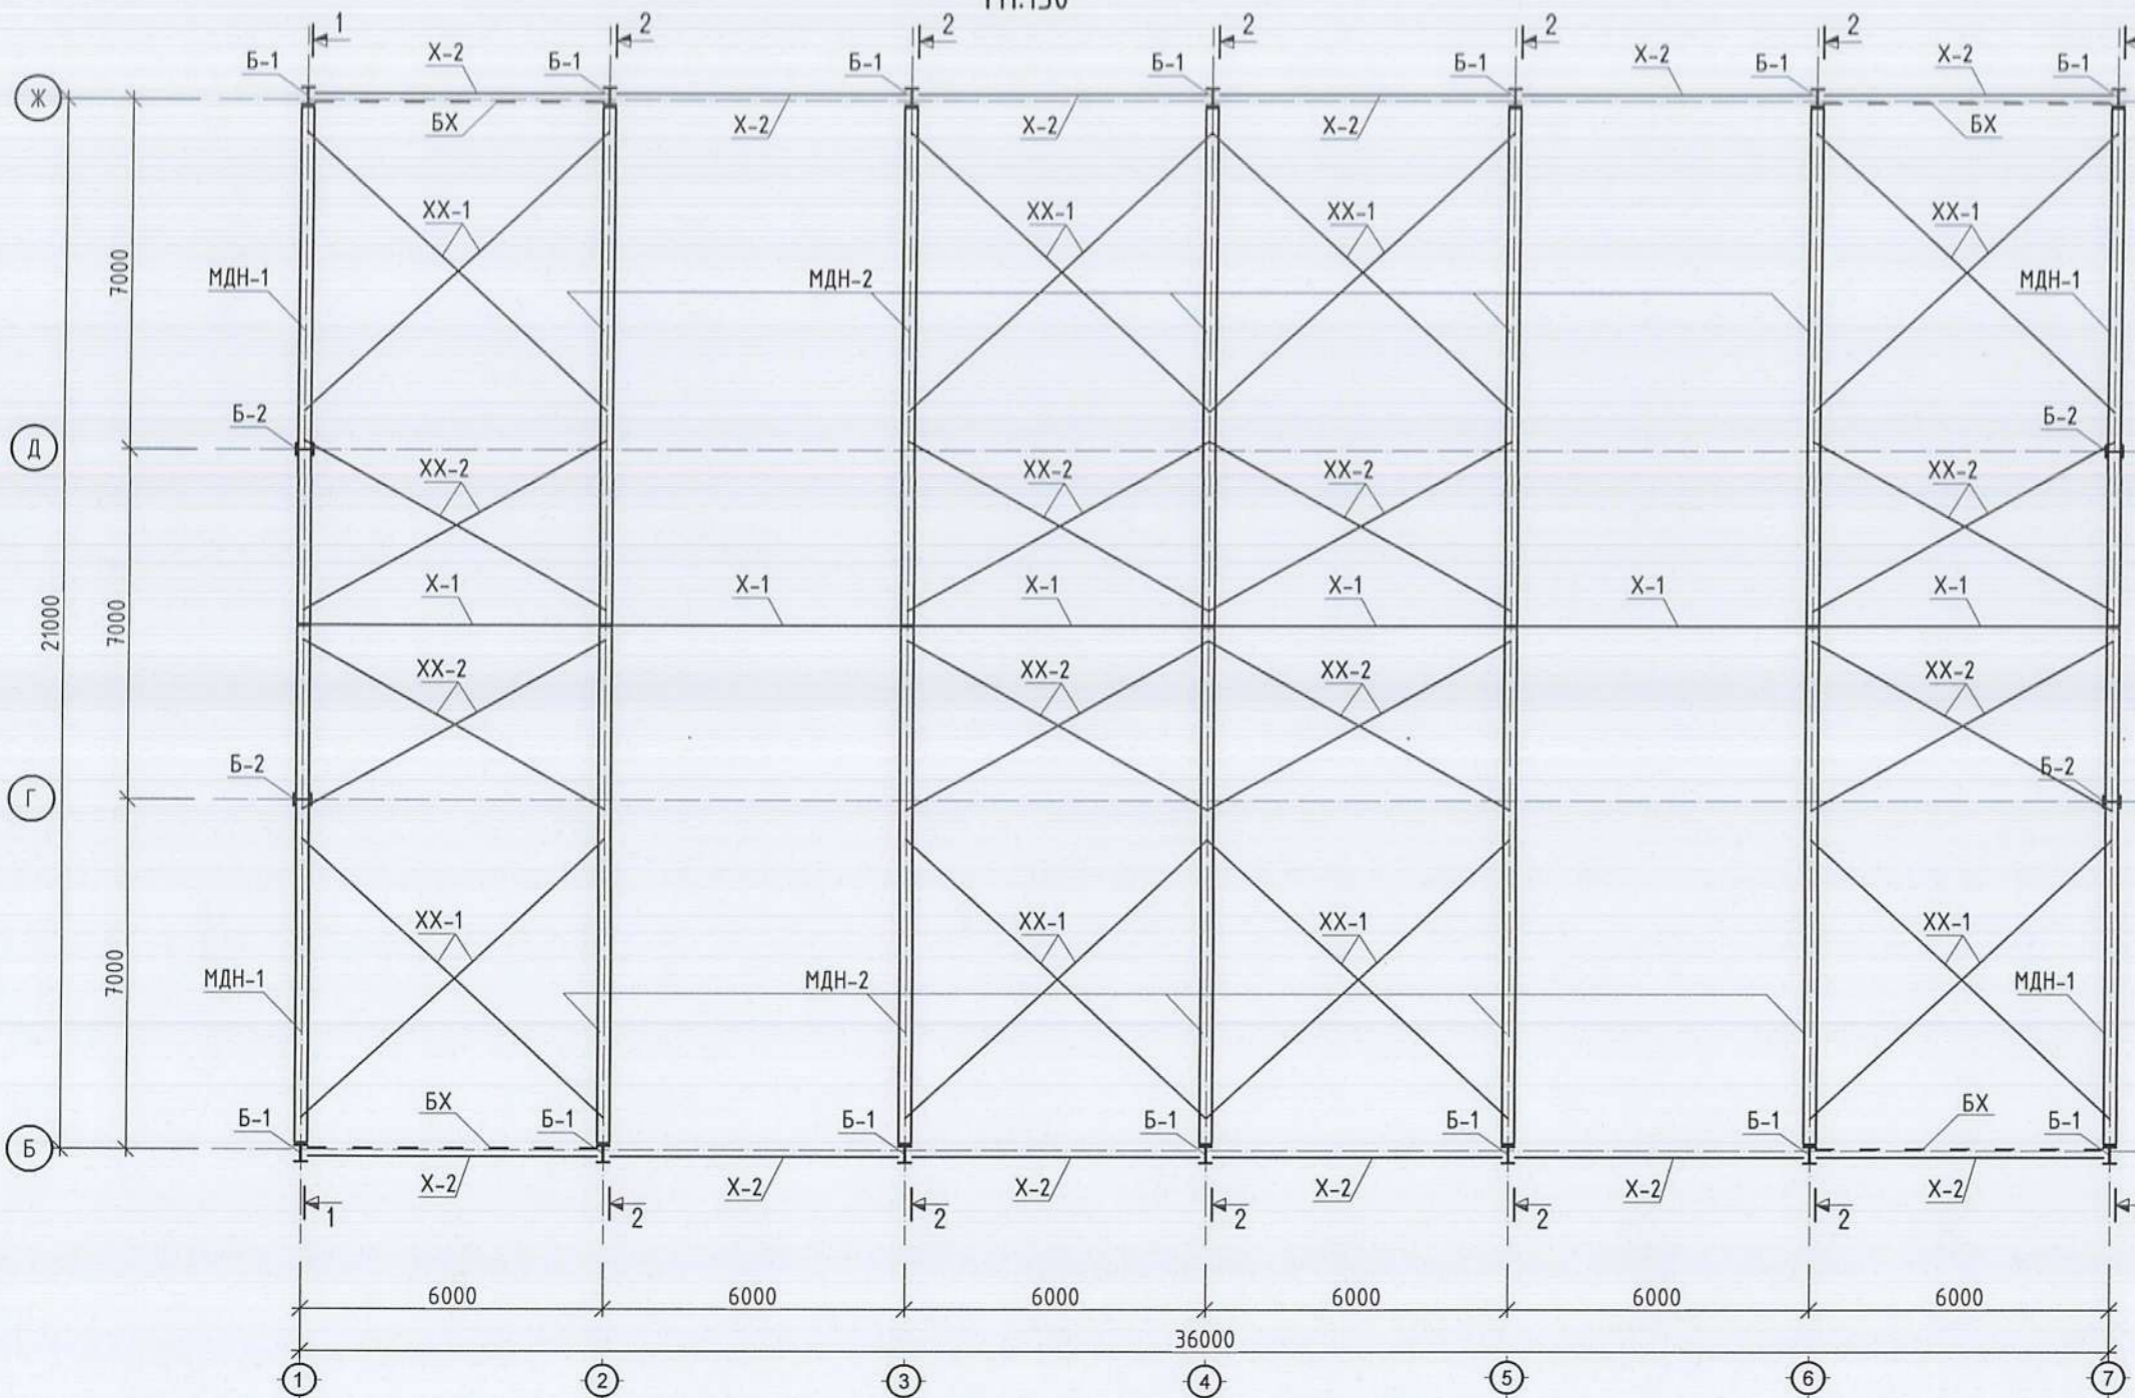 1 2 2 2 2 2
Б-1 Х-2 Б-1 Б-1 Б-1 Б-1 Х-2 Б-1 Х-2 Б-1
Ж
БХ Х-2 Х-2 Х-2 БХ
ХХ-1 ХХ-1 ХХ-1 ХХ-1
7000
МДН-1 МДН-2 МДН-1
Б-2 Б-2
Д
ХХ-2 ХХ-2 ХХ-2 ХХ-2
Х-1 Х-1 Х-1 Х-1 Х-1 Х-1
21000 7000
ХХ-2 ХХ-2 ХХ-2 ХХ-2
Б-2 Б-2
Г
ХХ-1 ХХ-1 ХХ-1 ХХ-1
7000
МДН-1 МДН-2 МДН-1
БХ БХ
Б-1 Б-1 Б-1 Б-1 Б-1 Б-1 Б-1
Б
Х-2 Х-2 Х-2 Х-2 Х-2 Х-2
1 2 2 2 2 2
6000 6000 6000 6000 6000 6000
36000
1 2 3 4 5 6 7